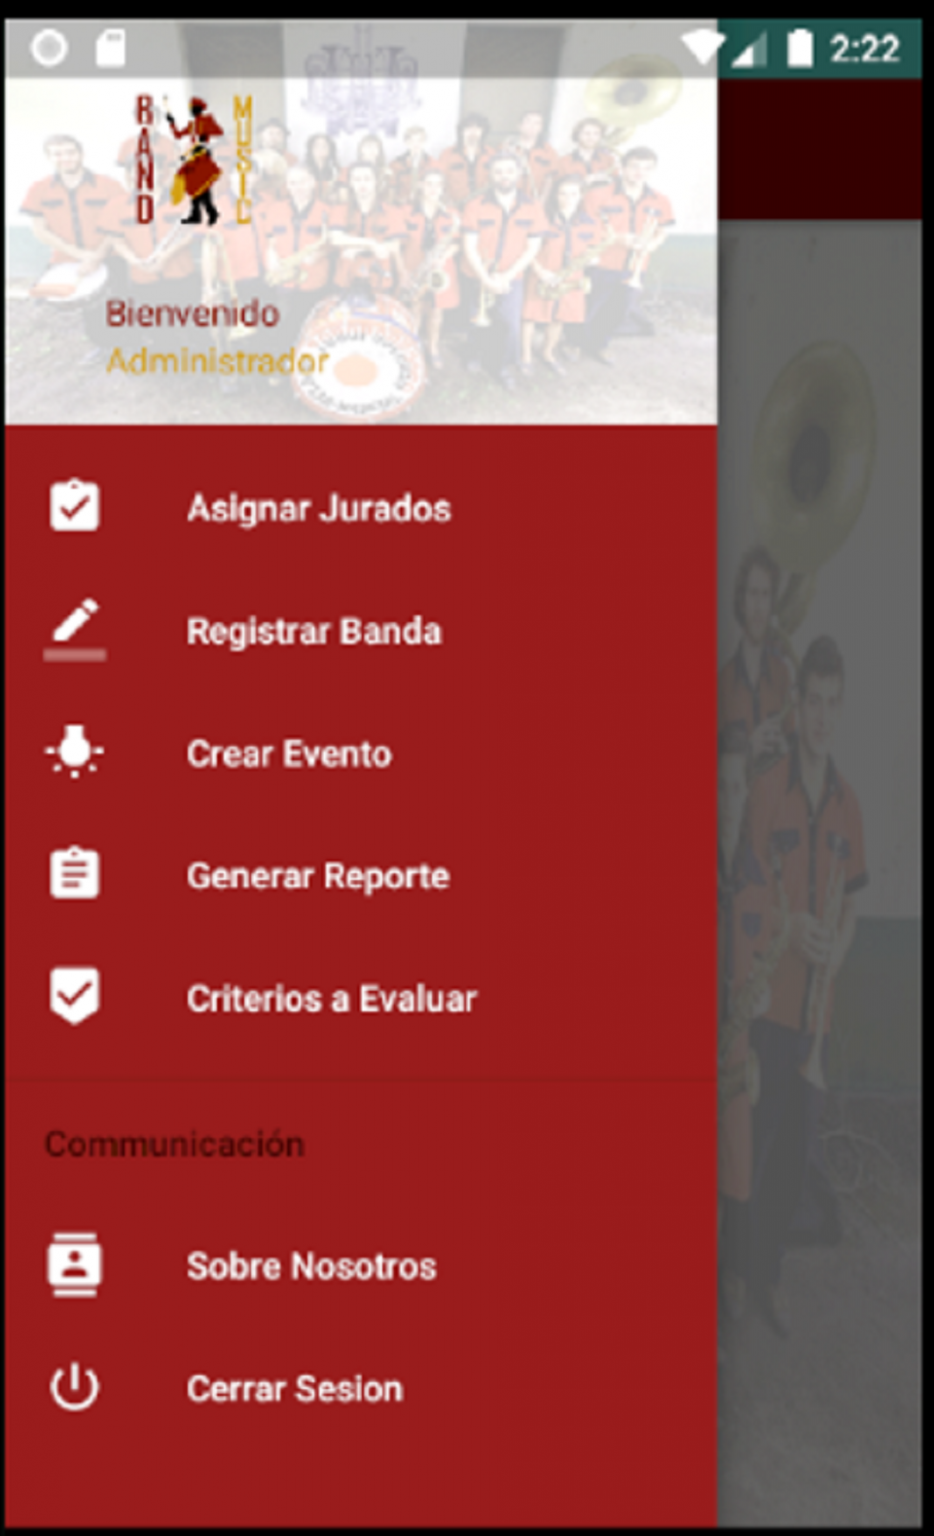 2:22
BAND
MUSIC
Bienvenido
Administrador
Asignar Jurados
Registrar Banda
Crear Evento
Generar Reporte
Criterios a Evaluar
Communicación
Sobre Nosotros
Cerrar Sesion